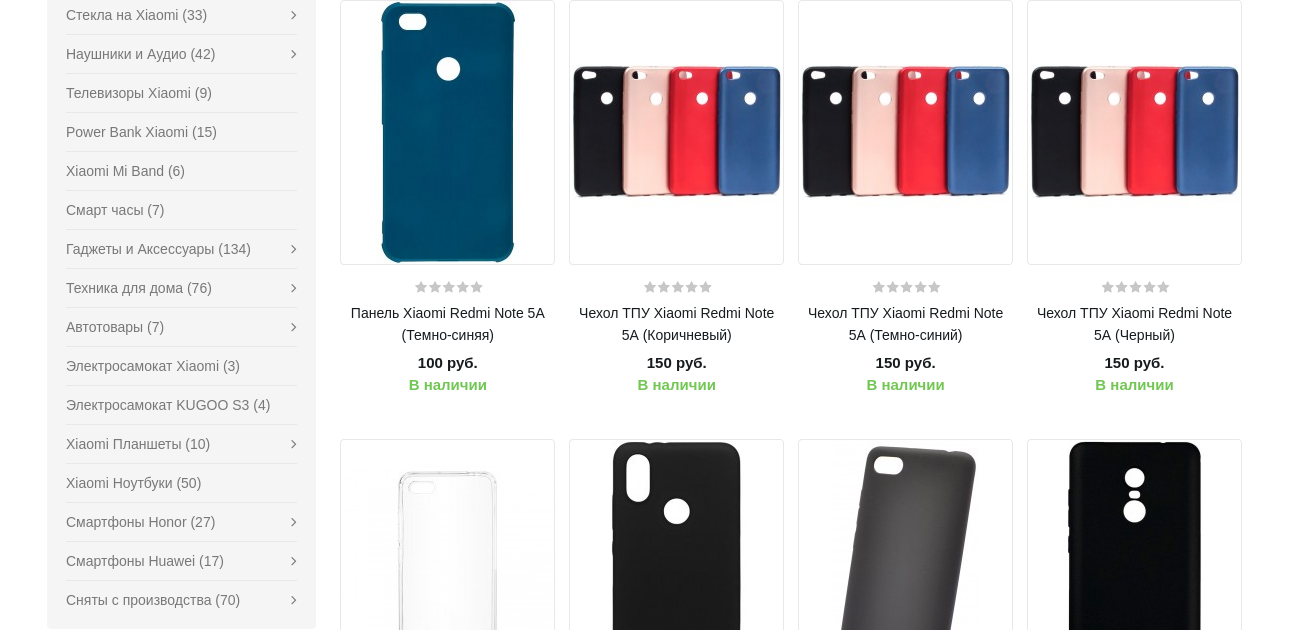 Стекла на Xiaomi (33)
Наушники и Аудио (42)
Телевизоры Xiaomi (9)
Power Bank Xiaomi (15)
Xiaomi Mi Band (6)
Смарт часы (7)
Гаджеты и Аксессуары (134)
Техника для дома (76)
Автотовары (7)
Электросамокат Xiaomi (3)
Электросамокат KUGOO S3 (4)
Xiaomi Планшеты (10)
Xiaomi Ноутбуки (50)
Смартфоны Honor (27)
Смартфоны Huawei (17)
Сняты с производства (70)
Панель Xiaomi Redmi Note 5A
(Темно-синяя)
100 руб.
В наличии
Чехол ТПУ Xiaomi Redmi Note
5A (Коричневый)
150 руб.
В наличии
Чехол ТПУ Xiaomi Redmi Note
5A (Темно-синий)
150 руб.
В наличии
Чехол ТПУ Xiaomi Redmi Note
5A (Черный)
150 руб.
В наличии